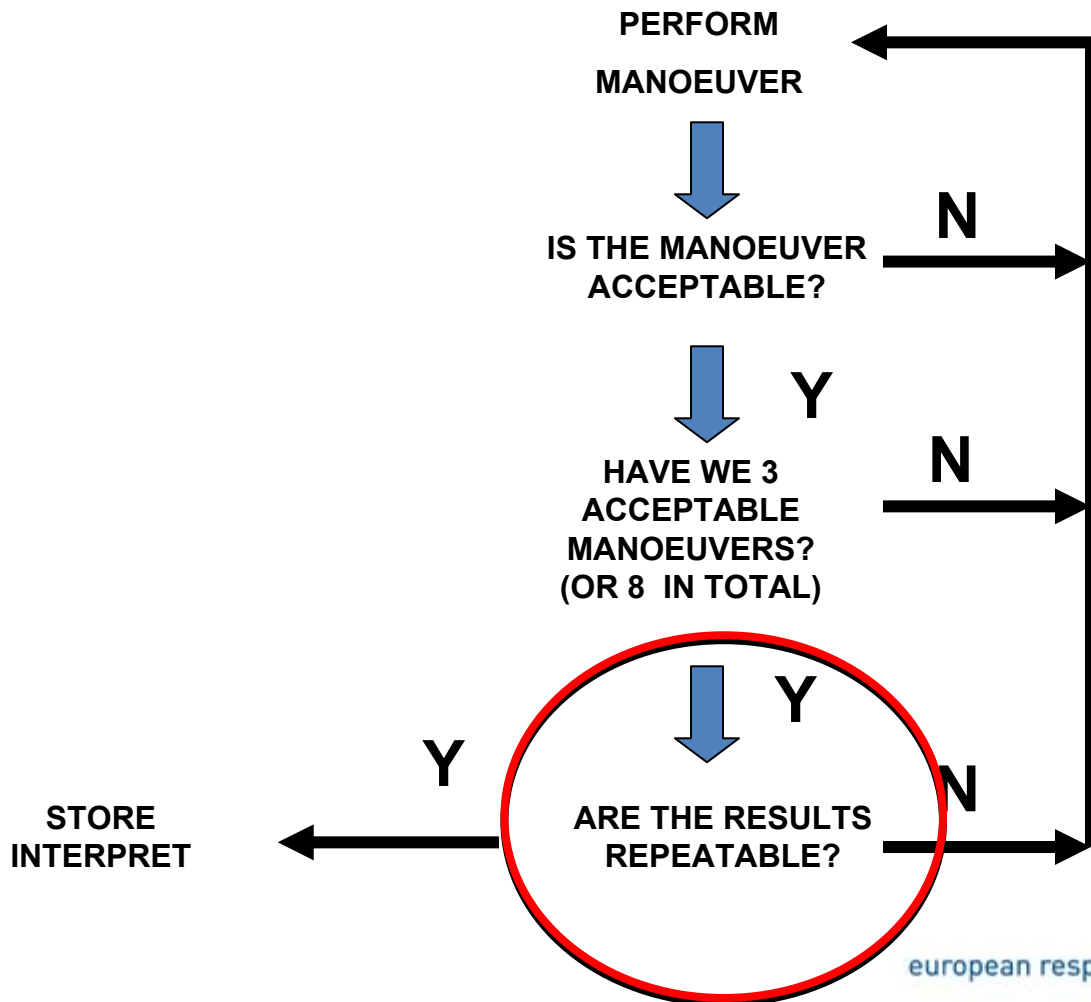 PERFORM
MANOEUVER
N
IS THE MANOEUVER
ACCEPTABLE?
Y
N
HAVE WE 3
ACCEPTABLE
MANOEUVERS?
(OR 8 IN TOTAL)
Y
Y
N
STORE
INTERPRET
ARE THE RESULTS
REPEATABLE?
european resp